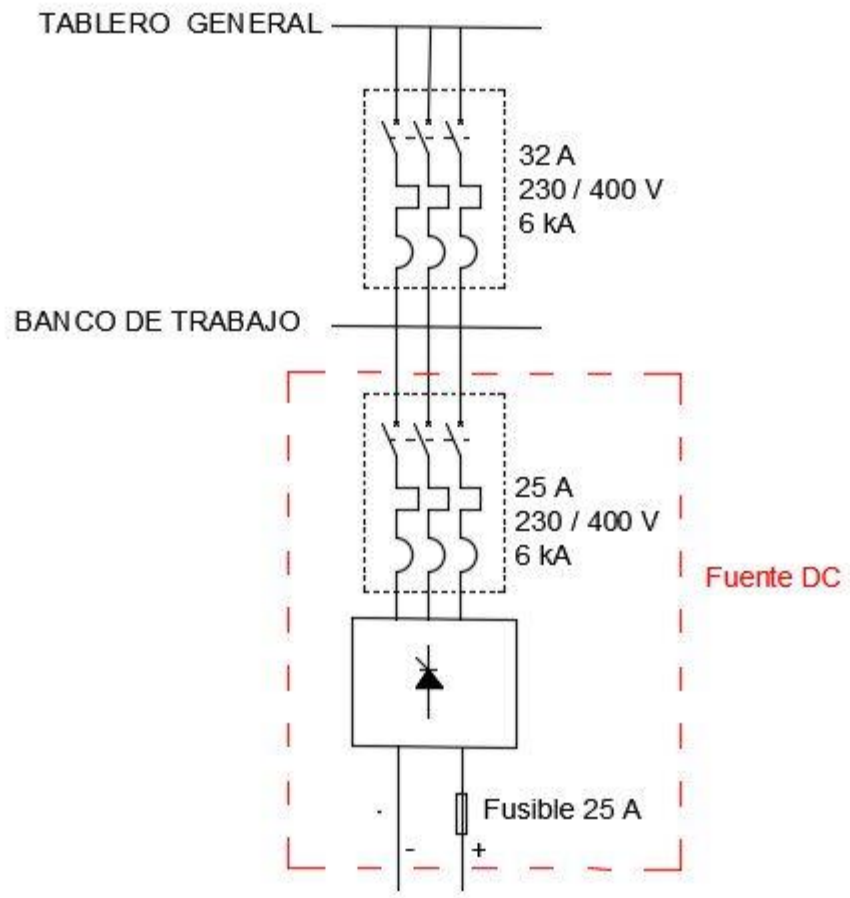 TABLERO GENERAL
32 A
230 / 400 V
6 kA
BANCO DE TRABAJO
25 A
230 / 400 V
6 kA
Fuente DC
Fusible 25 A
- +